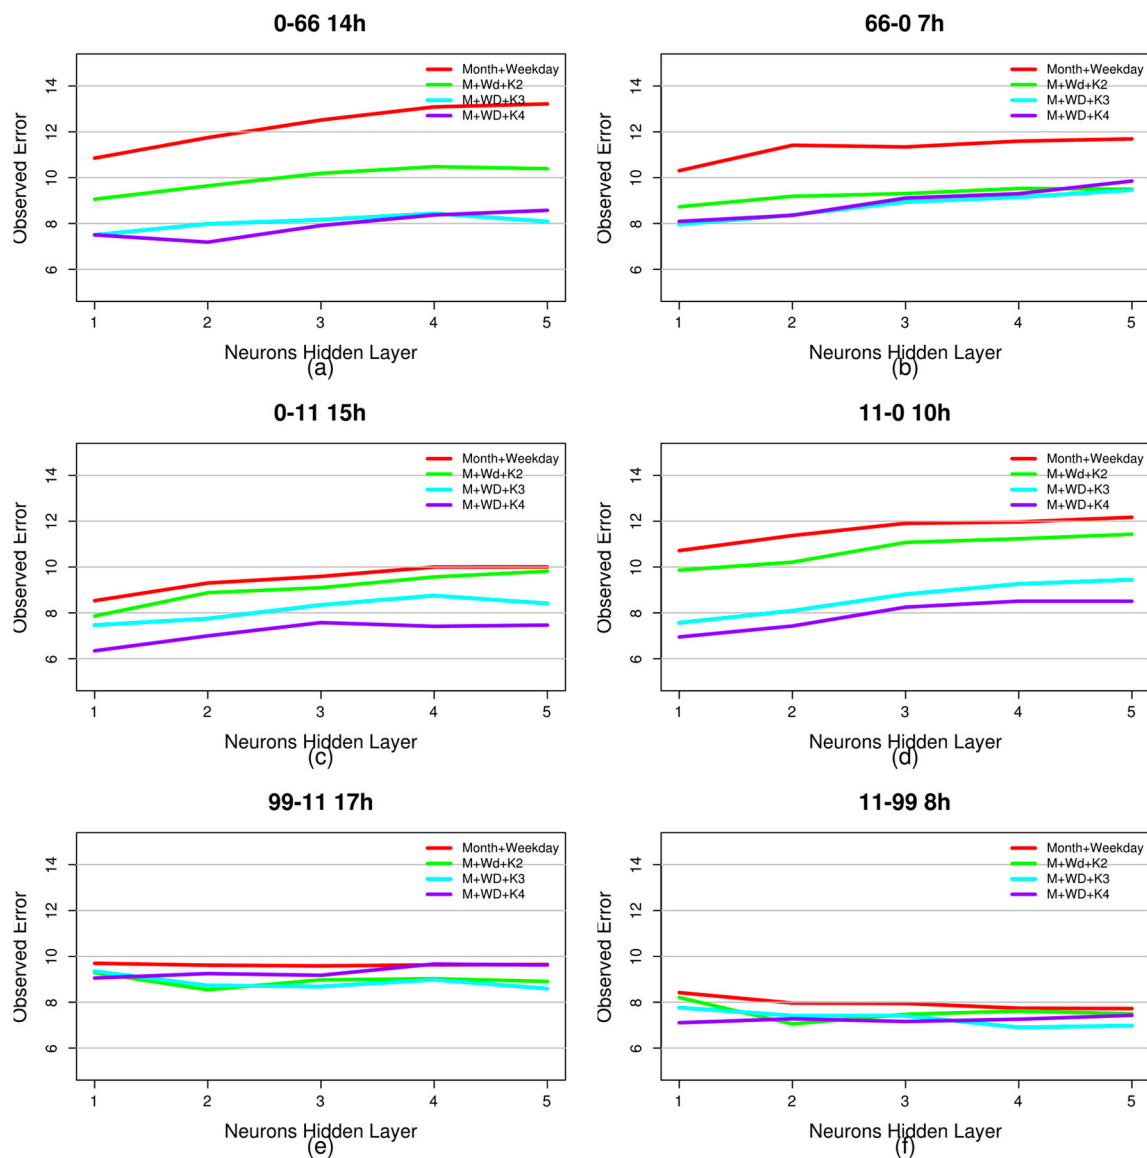 0-66 14h
Month+Weekday
M+Wd+K2
M+WD+K3
M+WD+K4
Observed Error
14
12
10
8
6
1 2 3 4 5
Neurons Hidden Layer
(a)
66-0 7h
Month+Weekday
M+Wd+K2
M+WD+K3
M+WD+K4
Observed Error
14
12
10
8
6
1 2 3 4 5
Neurons Hidden Layer
(b)
0-11 15h
Month+Weekday
M+Wd+K2
M+WD+K3
M+WD+K4
Observed Error
14
12
10
8
6
1 2 3 4 5
Neurons Hidden Layer
(c)
11-0 10h
Month+Weekday
M+Wd+K2
M+WD+K3
M+WD+K4
Observed Error
14
12
10
8
6
1 2 3 4 5
Neurons Hidden Layer
(d)
99-11 17h
Month+Weekday
M+Wd+K2
M+WD+K3
M+WD+K4
Observed Error
14
12
10
8
6
1 2 3 4 5
Neurons Hidden Layer
(e)
11-99 8h
Month+Weekday
M+Wd+K2
M+WD+K3
M+WD+K4
Observed Error
14
12
10
8
6
1 2 3 4 5
Neurons Hidden Layer
(f)